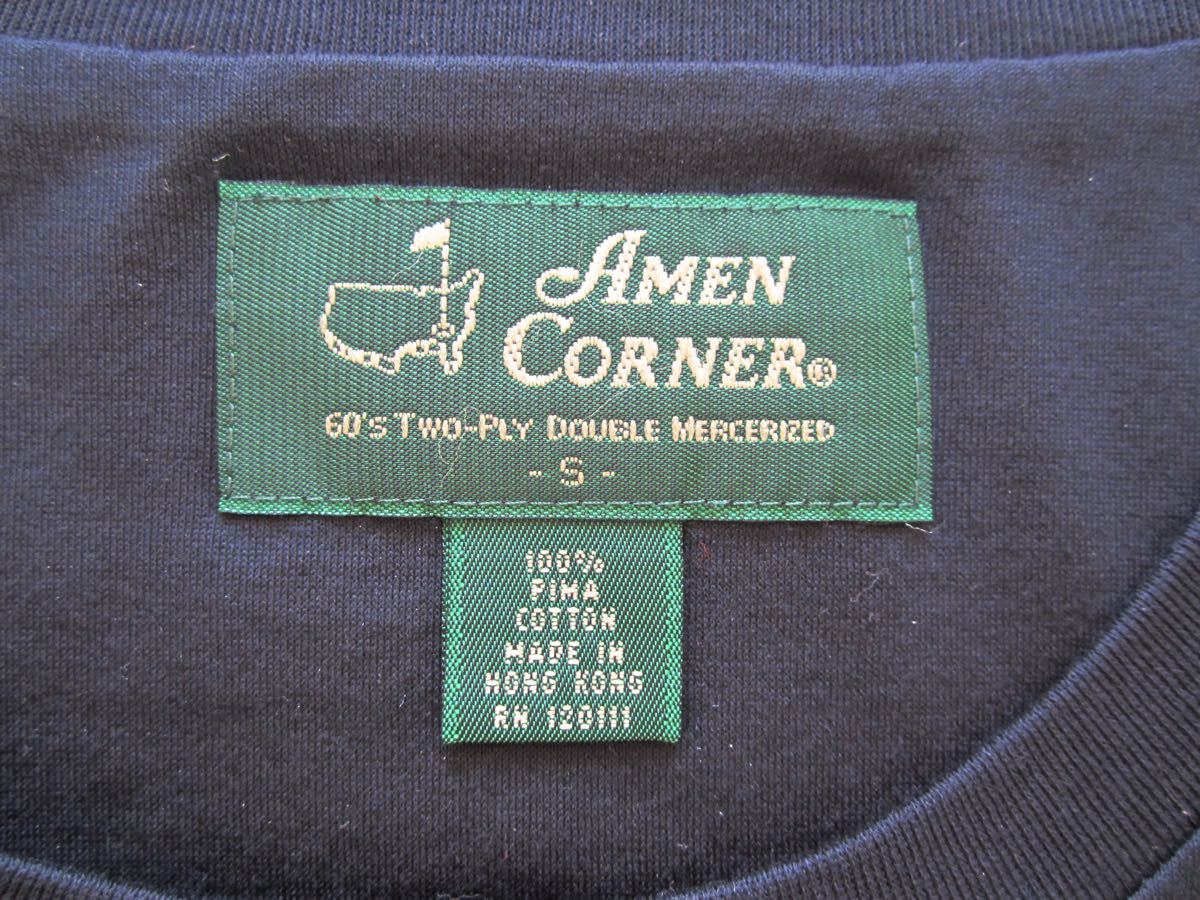 AMEN
CORNER®
60's TWO-PLY DOUBLE MERCERIZED
- S -
100%
PIMA
COTTON
MADE IN
HONG KONG
RN 120111